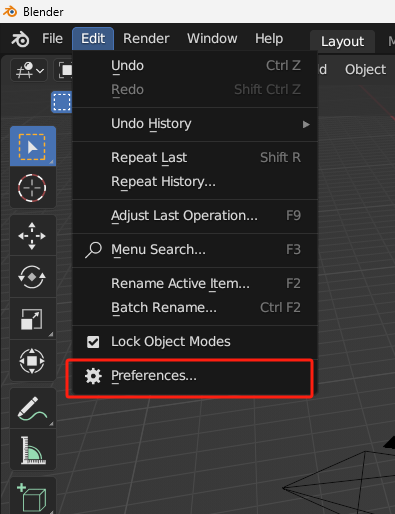 Blender
File Edit Render Window Help Layout
Undo Ctrl Z
Object
Redo Shift Ctrl Z
Undo History
Repeat Last Shift R
Repeat History...
Adjust Last Operation... F9
Menu Search... F3
Rename Active Item... F2
Batch Rename... Ctrl F2
Lock Object Modes
Preferences...